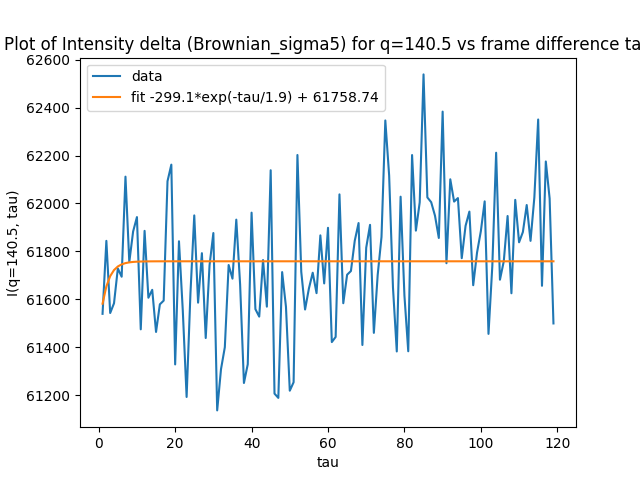 Plot of Intensity delta (Brownian_sigma5) for q=140.5 vs frame difference ta
62600
62400
62200
62000
61800
61600
61400
61200
I(q=140.5, tau)
data
fit -299.1*exp(-tau/1.9) + 61758.74
0 20 40 60 80 100 120
tau